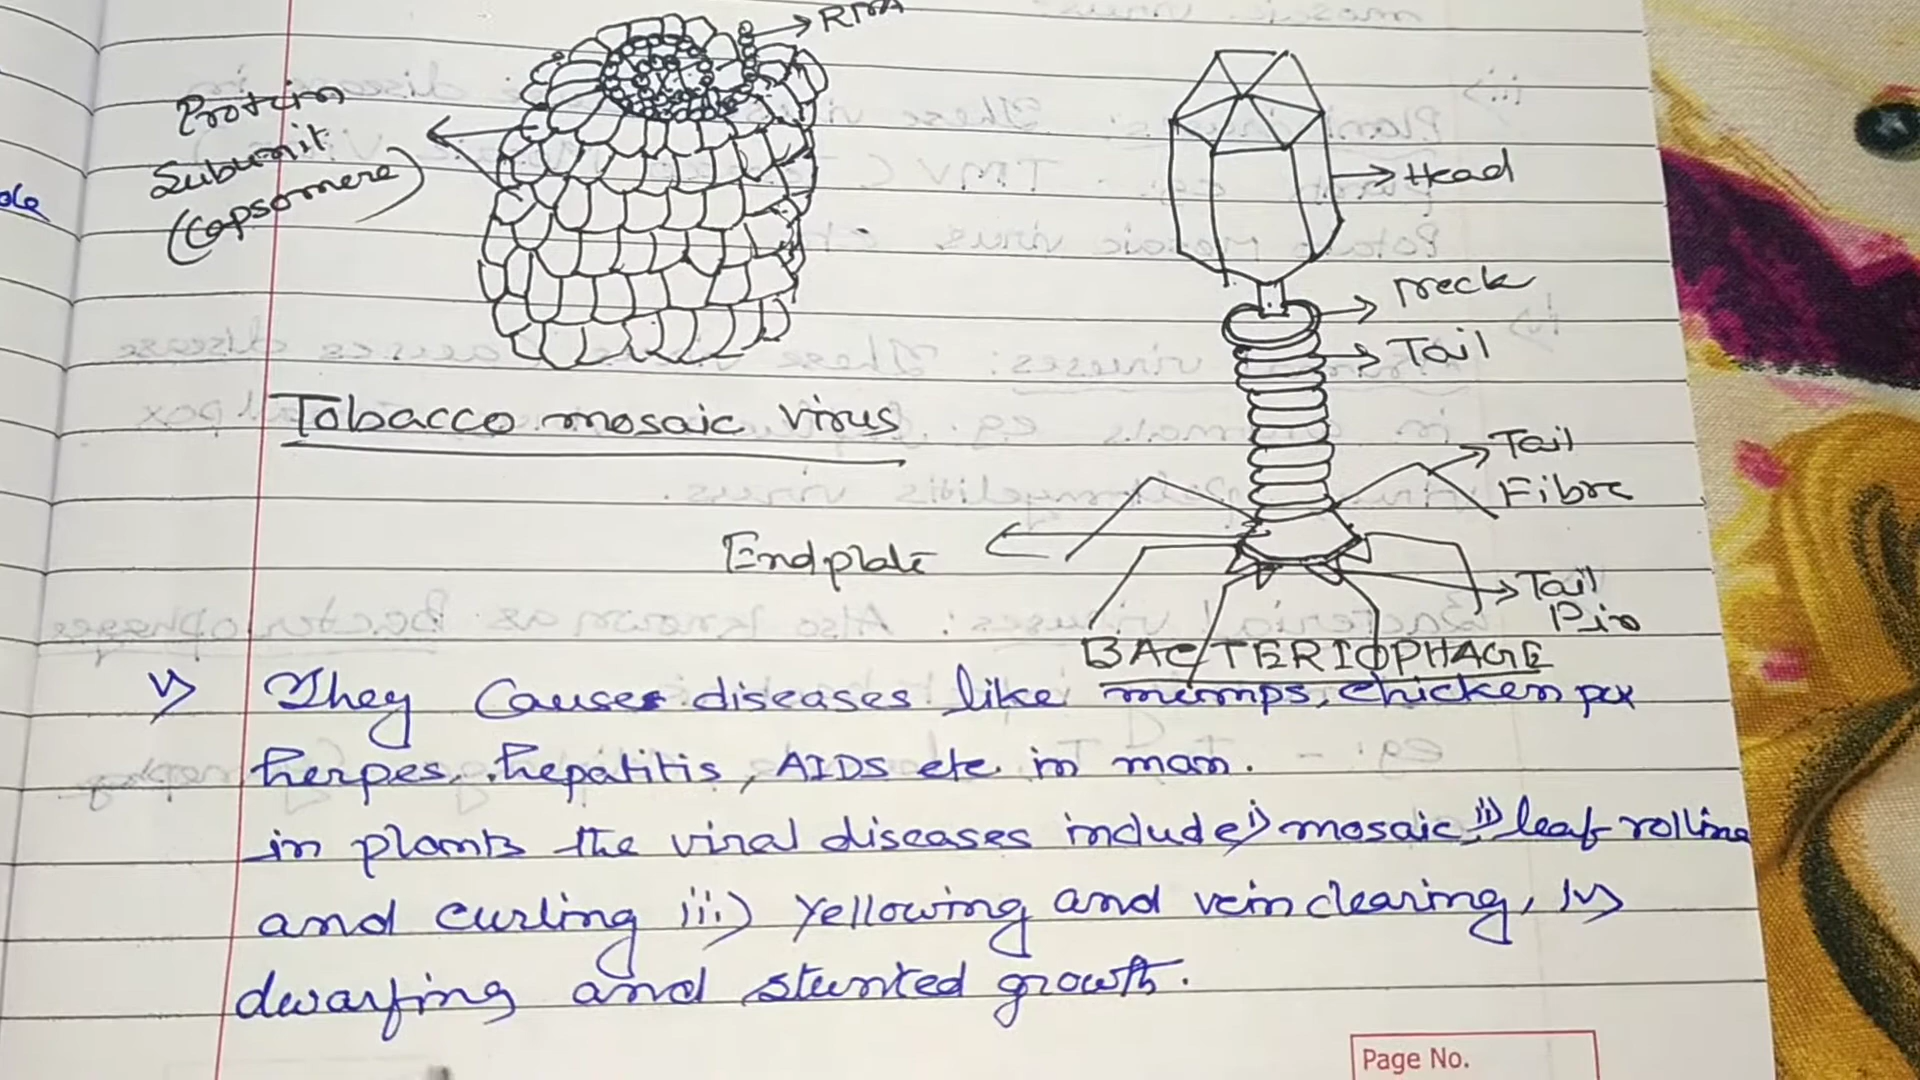 RNA
Protein
Subunit
(Capsomere)
Tobacco mosaic virus
Head
Neck
Tail
Tail
Fibre
Endplate
Tail
Pin
BACTERIOPHAGE
v) They Causes diseases like mumps, chicken pox
herpes, hepatitis, AIDS etc in man.
in plants the viral diseases include i) mosaic ii) leaf rolling
and curling iii) Yellowing and vein clearing, iv)
dwarfing and stunted growth.
Page No.